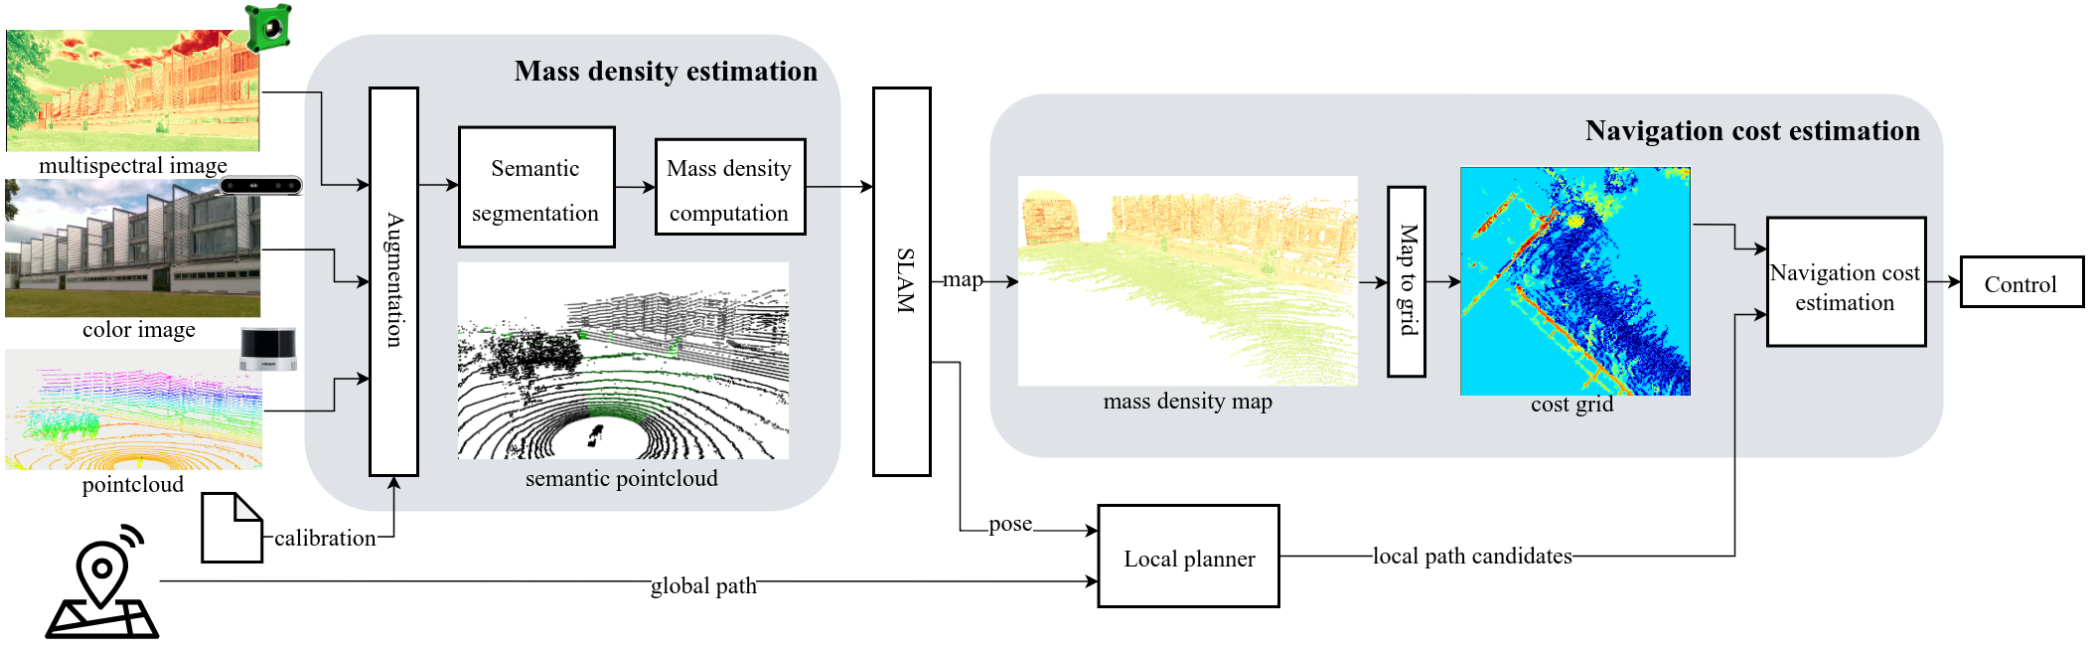 multispectral image
color image
pointcloud
calibration
global path
Mass density estimation
Augmentation
Semantic
segmentation
Mass density
computation
semantic pointcloud
SLAM
map
pose
Navigation cost estimation
mass density map
Map to grid
cost grid
Navigation cost
estimation
Control
Local planner
local path candidates